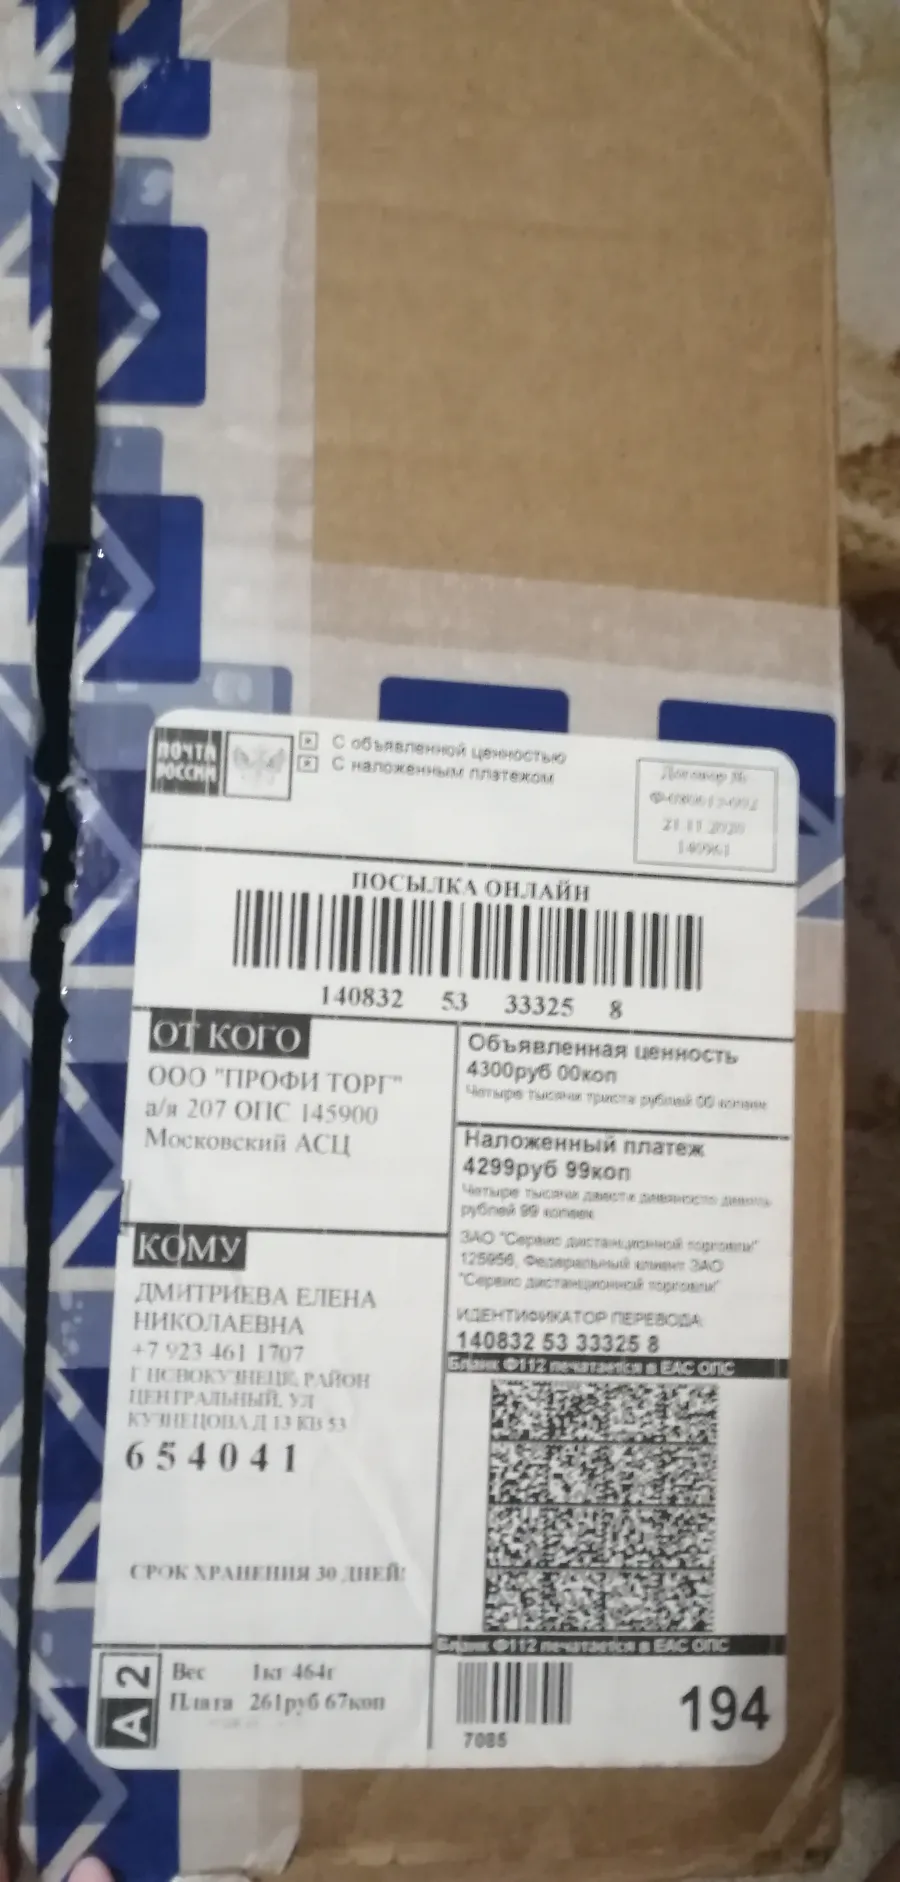 ПОЧТА
РОССИИ
С объявленной ценностью
С наложенным платежом
Договор №
21 11 2020
140961
ПОСЫЛКА ОНЛАЙН
140832 53 33325 8
ОТ КОГО
ООО "ПРОФИ ТОРГ"
а/я 207 ОПС 145900
Московский АСЦ
Объявленная ценность
4300руб 00коп
Четыре тысячи триста рублей 00 копеек
Наложенный платеж
4299руб 99коп
Четыре тысячи двести девяносто девять
рублей 99 копеек
ЗАО "Сервис дистанционной торговли"
125956, Федеральный клиент ЗАО
"Сервис дистанционной торговли"
ИДЕНТИФИКАТОР ПЕРЕВОДА:
140832 53 33325 8
Бланк Ф112 печатается в ЕАС ОПС
КОМУ
ДМИТРИЕВА ЕЛЕНА
НИКОЛАЕВНА
+7 923 461 1707
Г НОВОКУЗНЕЦК, РАЙОН
ЦЕНТРАЛЬНЫЙ, УЛ
КУЗНЕЦОВА Д 13 КВ 53
654041
СРОК ХРАНЕНИЯ 30 ДНЕЙ!
Бланк Ф112 печатается в ЕАС ОПС
A2
Вес 1кг 464г
Плата 261руб 67коп
7085
194